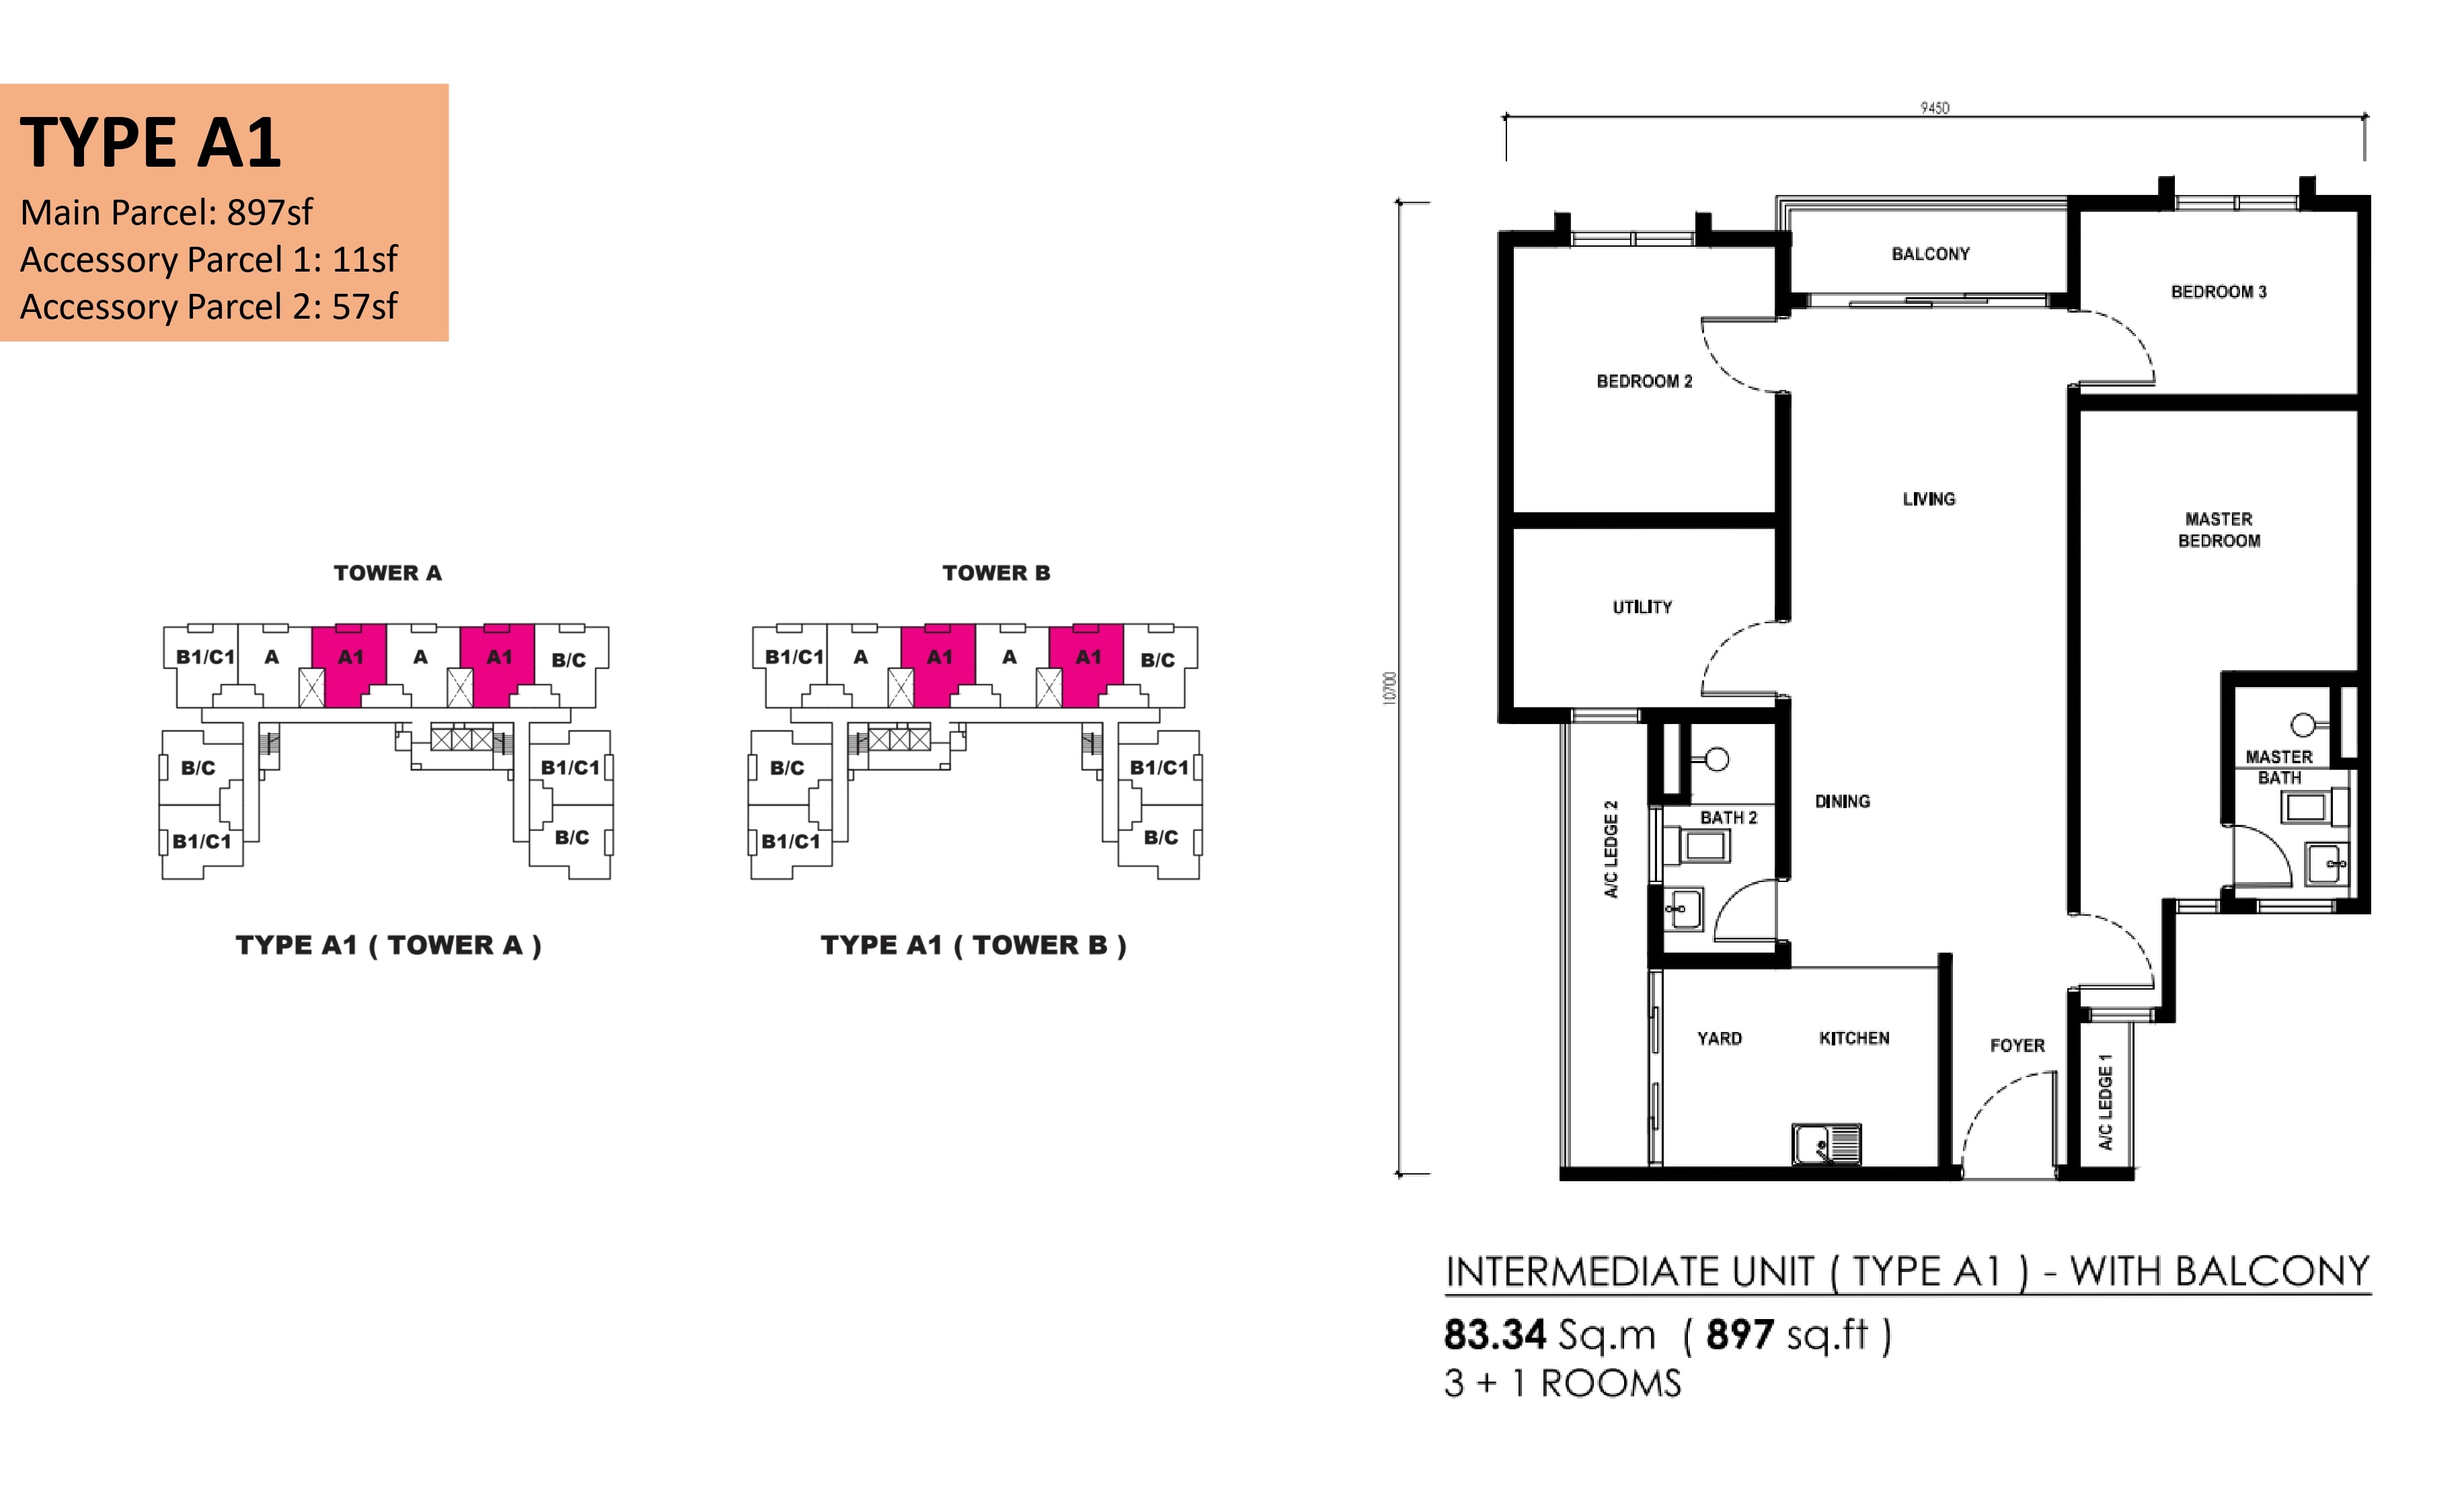 TYPE A1
Main Parcel: 897sf
Accessory Parcel 1: 11sf
Accessory Parcel 2: 57sf
TOWER A
B1/C1
A
A1
A
A1
B/C
B/C
B1/C1
B1/C1
B/C
TYPE A1 ( TOWER A )
TOWER B
B1/C1
A
A1
A
A1
B/C
B/C
B1/C1
B1/C1
B/C
TYPE A1 ( TOWER B )
9450
10700
BALCONY
BEDROOM 3
BEDROOM 2
LIVING
MASTER
BEDROOM
UTILITY
MASTER
BATH
DINING
BATH 2
A/C LEDGE 2
YARD
KITCHEN
FOYER
A/C LEDGE 1
INTERMEDIATE UNIT ( TYPE A1 ) - WITH BALCONY
83.34 Sq.m ( 897 sq.ft )
3 + 1 ROOMS